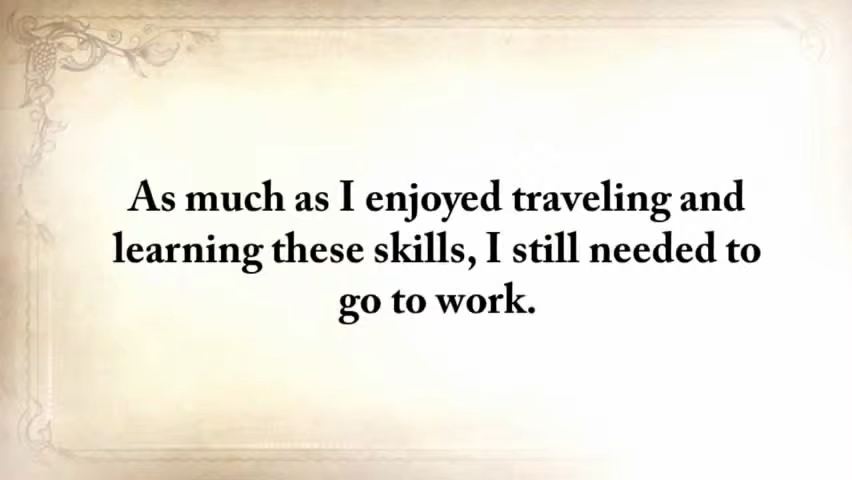 As much as I enjoyed traveling and
learning these skills, I still needed to
go to work.